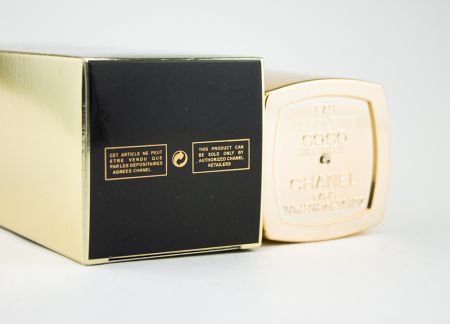 CET ARTICLE NE PEUT
ETRE VENDU QUE
PAR LES DEPOSITAIRES
AGREES CHANEL
THIS PRODUCT CAN
BE SOLD ONLY BY
AUTHORIZED CHANEL
RETAILERS
EAU
COCO
CHANEL
PARIS